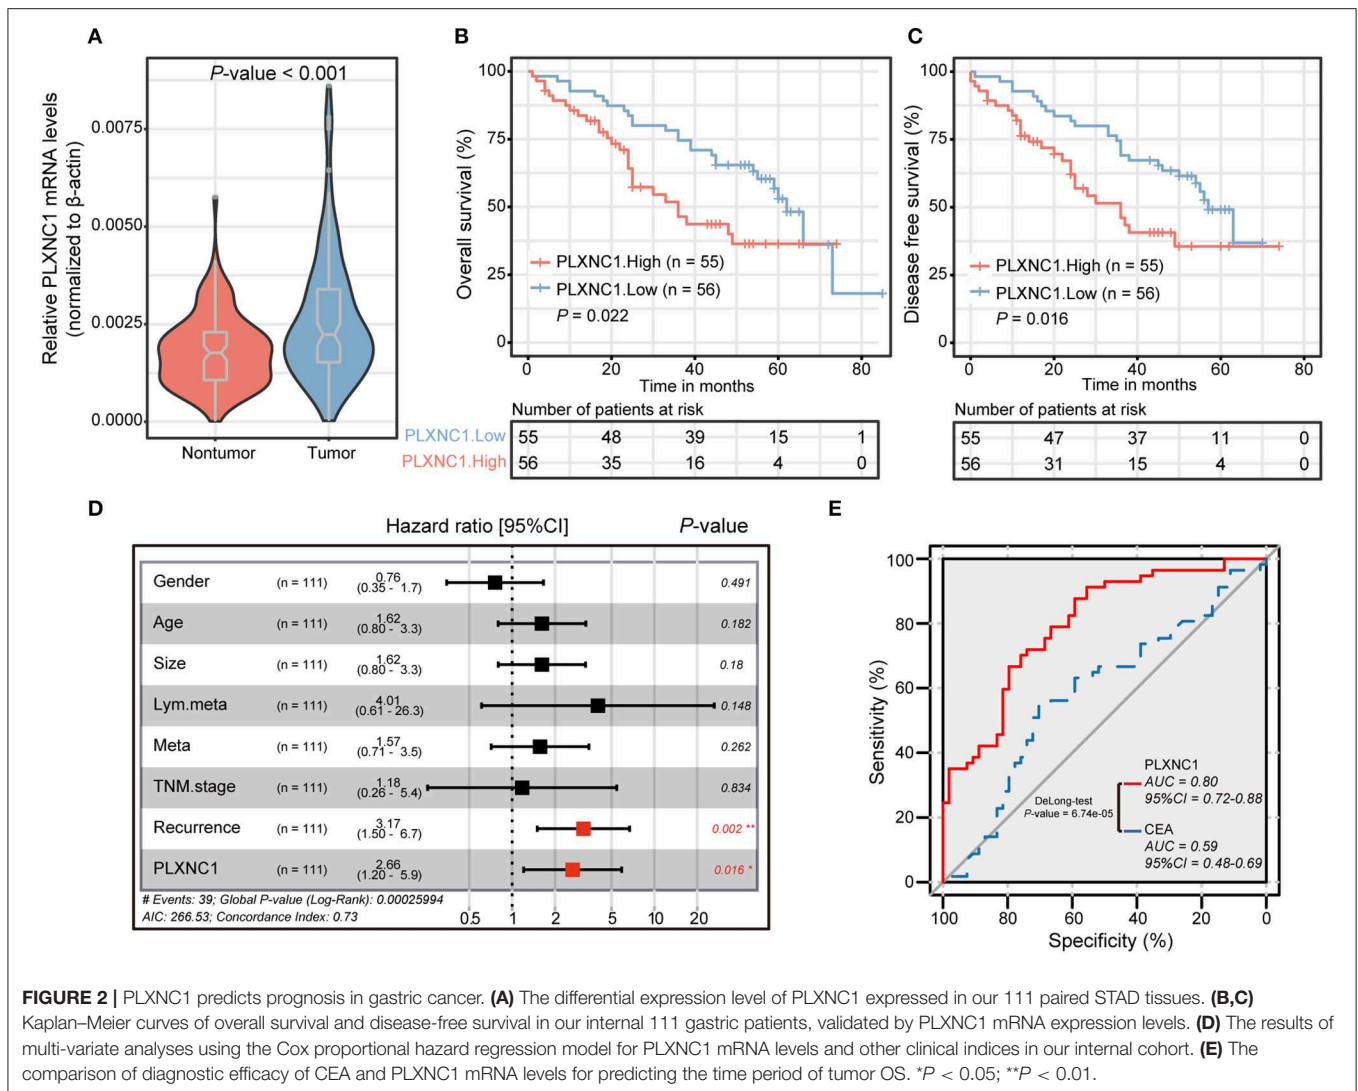 A
P-value < 0.001
Relative PLXNC1 mRNA levels
(normalized to β-actin)
0.0075
0.0050
0.0025
0.0000
Nontumor
Tumor
B
Overall survival (%)
100
75
50
25
0
PLXNC1.High (n = 55)
PLXNC1.Low (n = 56)
P = 0.022
0 20 40 60 80
Time in months
Number of patients at risk
PLXNC1.Low 55 48 39 15 1
PLXNC1.High 56 35 16 4 0
C
Disease free survival (%)
100
75
50
25
0
PLXNC1.High (n = 55)
PLXNC1.Low (n = 56)
P = 0.016
0 20 40 60 80
Time in months
Number of patients at risk
55 47 37 11 0
56 31 15 4 0
D
Hazard ratio [95%CI] P-value
Gender (n = 111) 0.76 (0.35 - 1.7) 0.491
Age (n = 111) 1.62 (0.80 - 3.3) 0.182
Size (n = 111) 1.62 (0.80 - 3.3) 0.18
Lym.meta (n = 111) 4.01 (0.61 - 26.3) 0.148
Meta (n = 111) 1.57 (0.71 - 3.5) 0.262
TNM.stage (n = 111) 1.18 (0.26 - 5.4) 0.834
Recurrence (n = 111) 3.17 (1.50 - 6.7) 0.002 **
PLXNC1 (n = 111) 2.66 (1.20 - 5.9) 0.016 *
# Events: 39; Global P-value (Log-Rank): 0.00025994
AIC: 266.53; Concordance Index: 0.73
0.5 1 2 5 10 20
E
Sensitivity (%)
100
80
60
40
20
0
PLXNC1
AUC = 0.80
95%CI = 0.72-0.88
DeLong-test
P-value = 6.74e-05
CEA
AUC = 0.59
95%CI = 0.48-0.69
100 80 60 40 20 0
Specificity (%)
FIGURE 2 | PLXNC1 predicts prognosis in gastric cancer. (A) The differential expression level of PLXNC1 expressed in our 111 paired STAD tissues. (B,C)
Kaplan–Meier curves of overall survival and disease-free survival in our internal 111 gastric patients, validated by PLXNC1 mRNA expression levels. (D) The results of
multi-variate analyses using the Cox proportional hazard regression model for PLXNC1 mRNA levels and other clinical indices in our internal cohort. (E) The
comparison of diagnostic efficacy of CEA and PLXNC1 mRNA levels for predicting the time period of tumor OS. *P < 0.05; **P < 0.01.